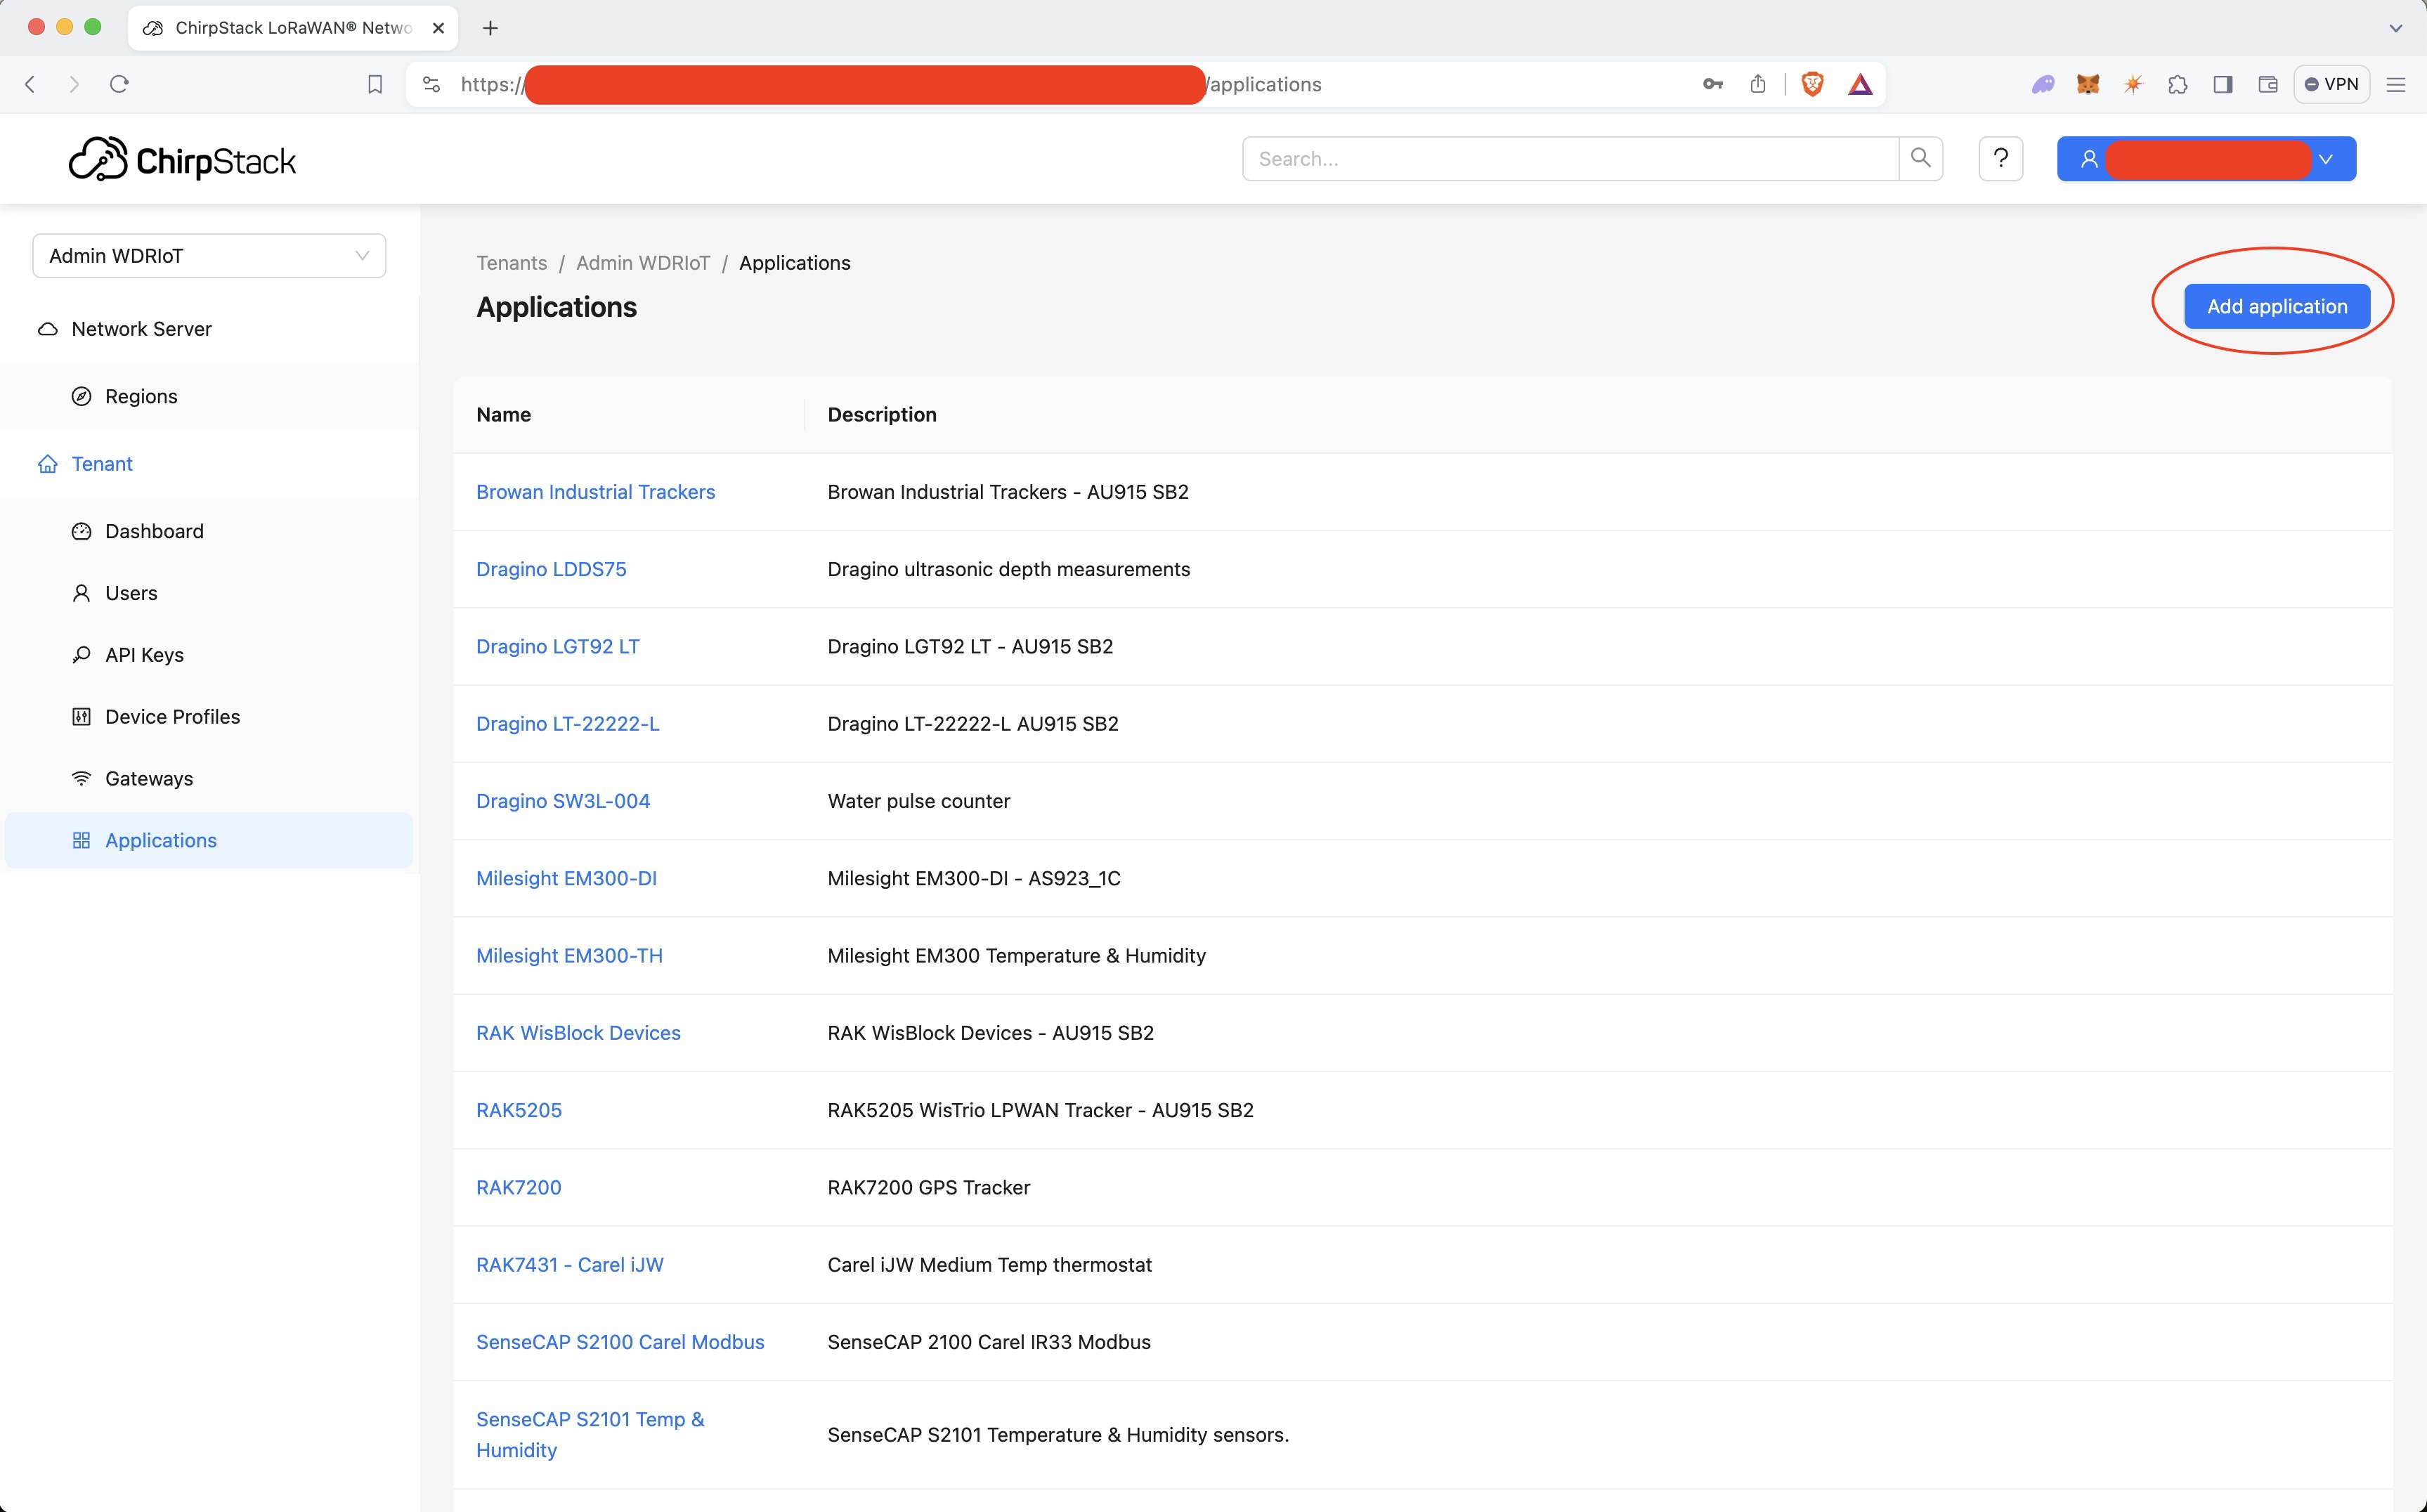 ChirpStack LoRaWAN® Netwo
https:// /applications
VPN
ChirpStack
Search...
?
Admin WDRIoT
Network Server
Regions
Tenant
Dashboard
Users
API Keys
Device Profiles
Gateways
Applications
Tenants / Admin WDRIoT / Applications
Applications
Add application
Name Description
Browan Industrial Trackers Browan Industrial Trackers - AU915 SB2
Dragino LDDS75 Dragino ultrasonic depth measurements
Dragino LGT92 LT Dragino LGT92 LT - AU915 SB2
Dragino LT-22222-L Dragino LT-22222-L AU915 SB2
Dragino SW3L-004 Water pulse counter
Milesight EM300-DI Milesight EM300-DI - AS923_1C
Milesight EM300-TH Milesight EM300 Temperature & Humidity
RAK WisBlock Devices RAK WisBlock Devices - AU915 SB2
RAK5205 RAK5205 WisTrio LPWAN Tracker - AU915 SB2
RAK7200 RAK7200 GPS Tracker
RAK7431 - Carel iJW Carel iJW Medium Temp thermostat
SenseCAP S2100 Carel Modbus SenseCAP 2100 Carel IR33 Modbus
SenseCAP S2101 Temp &
Humidity
SenseCAP S2101 Temperature & Humidity sensors.